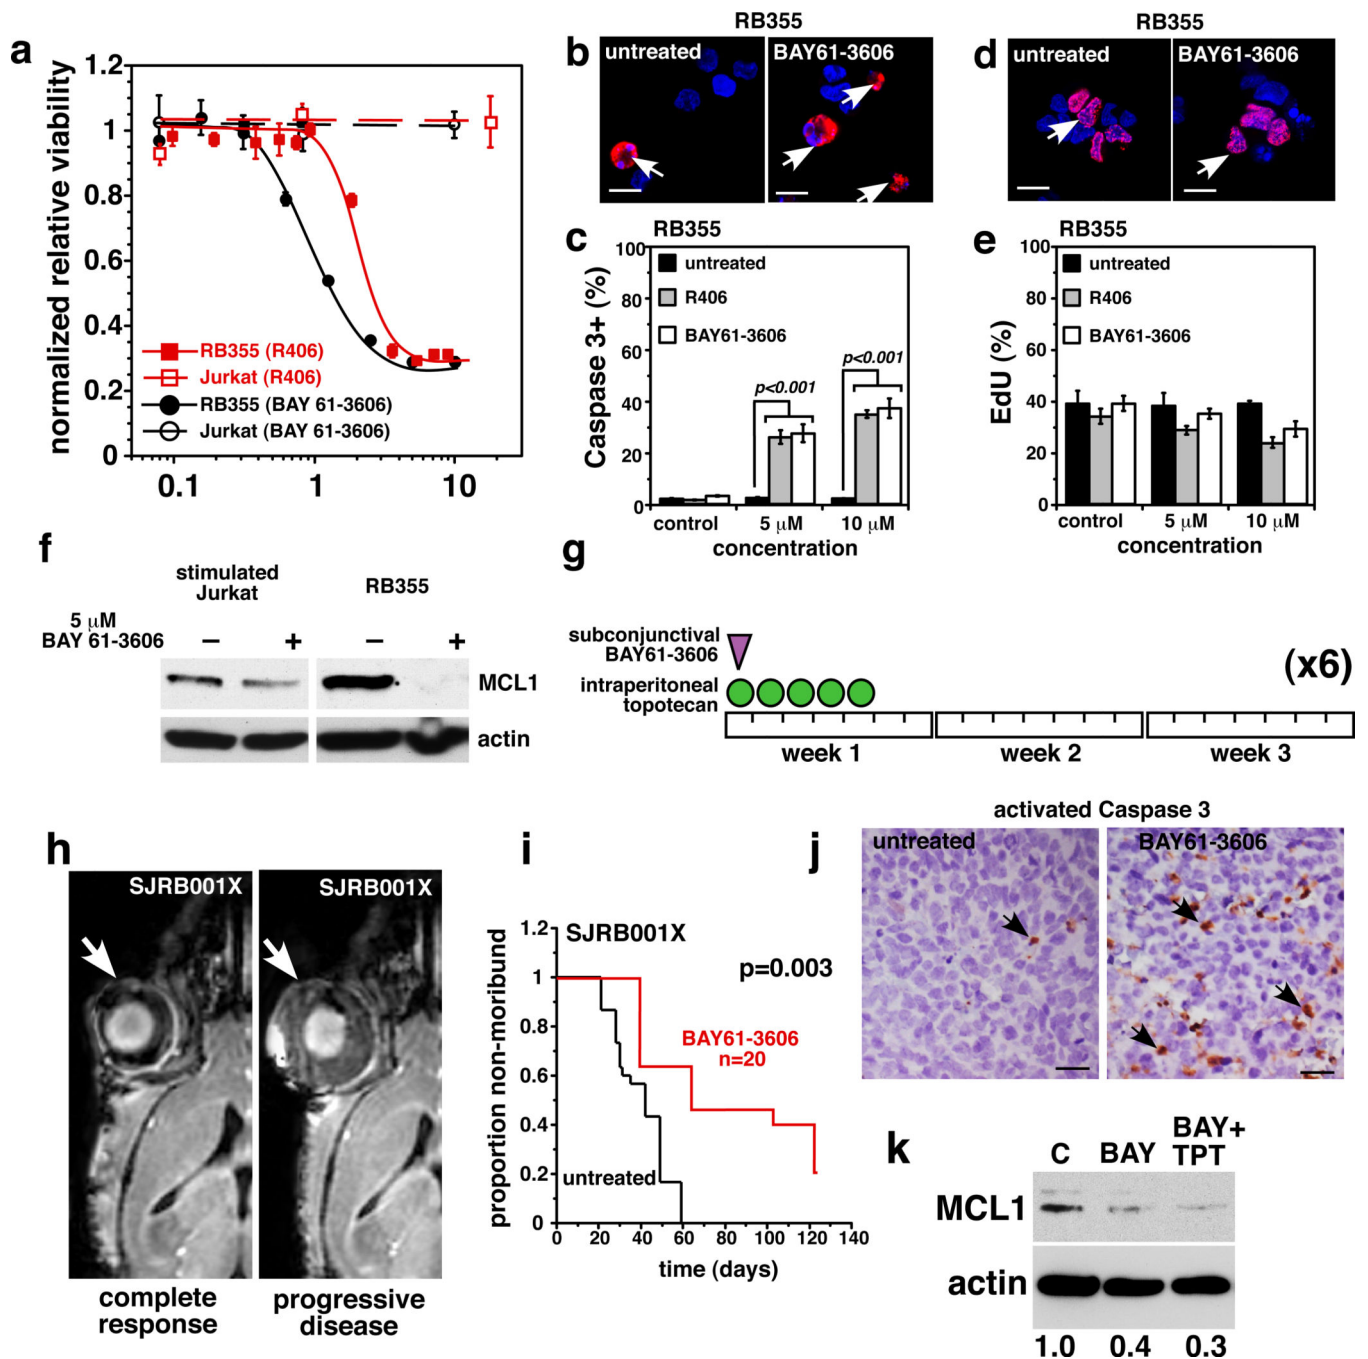 a
normalized relative viability
1.2
1
0.8
0.6
0.4
0.2
0
0.1
1
10
RB355 (R406)
Jurkat (R406)
RB355 (BAY 61-3606)
Jurkat (BAY 61-3606)
RB355
b
untreated
BAY61-3606
RB355
d
untreated
BAY61-3606
c
RB355
Caspase 3+ (%)
100
80
60
40
20
0
untreated
R406
BAY61-3606
p<0.001
p<0.001
control
5 μM
10 μM
concentration
e
RB355
EdU (%)
100
80
60
40
20
0
untreated
R406
BAY61-3606
control
5 μM
10 μM
concentration
f
stimulated
Jurkat
RB355
5 μM
BAY 61-3606
–
+
–
+
MCL1
actin
g
subconjunctival
BAY61-3606
intraperitoneal
topotecan
(x6)
week 1
week 2
week 3
h
SJRB001X
SJRB001X
complete
response
progressive
disease
i
proportion non-moribund
1.2
1
0.8
0.6
0.4
0.2
0
SJRB001X
p=0.003
BAY61-3606
n=20
untreated
0
20
40
60
80
100
120
140
time (days)
activated Caspase 3
j
untreated
BAY61-3606
k
C
BAY
BAY+
TPT
MCL1
actin
1.0
0.4
0.3